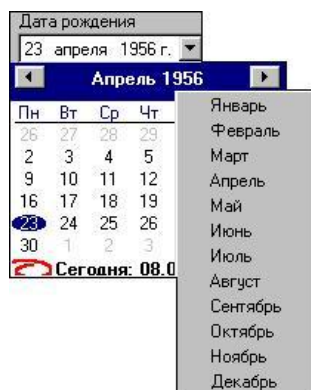 Дата рождения
23 апреля 1956 г.
Апрель 1956
Пн Вт Ср Чт
26 27 28 29
2 3 4 5
9 10 11 12
16 17 18 19
23 24 25 26
30 1 2 3
Сегодня: 08.0
Январь
Февраль
Март
Апрель
Май
Июнь
Июль
Август
Сентябрь
Октябрь
Ноябрь
Декабрь